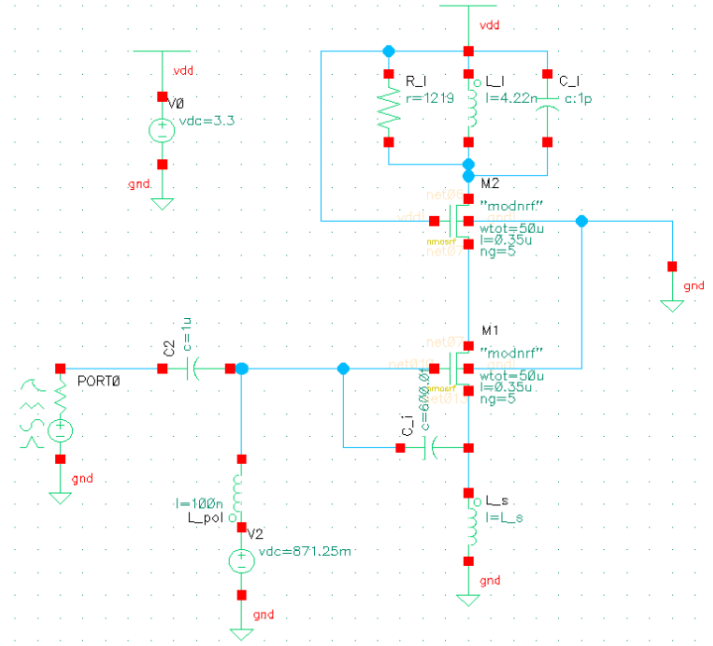 vdd
vdd
V0
vdc=3.3
gnd
R_l
r=1219
L_l
l=4.22n
C_l
c:1p
M2
"modnrf"
wtot=50u
l=0.35u
ng=5
gnd
M1
"modnrf"
wtot=50u
l=0.35u
ng=5
C2
c=1u
PORT0
gnd
C_i
L_s
l=L_s
gnd
l=100n
L_pol
V2
vdc=871.25m
gnd